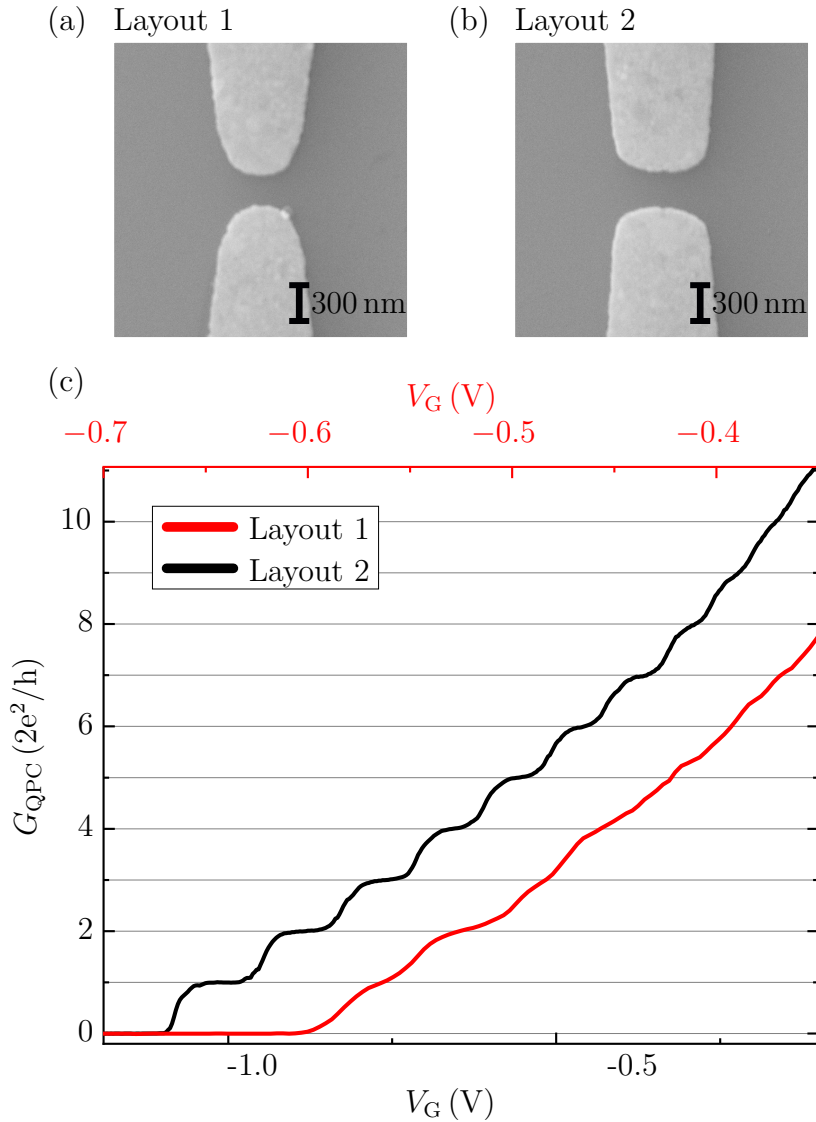 (a) Layout 1
(b) Layout 2
300 nm
300 nm
(c)
V_G (V)
−0.7 −0.6 −0.5 −0.4
Layout 1
Layout 2
10
8
6
4
2
0
G_QPC (2e²/h)
-1.0 -0.5
V_G (V)